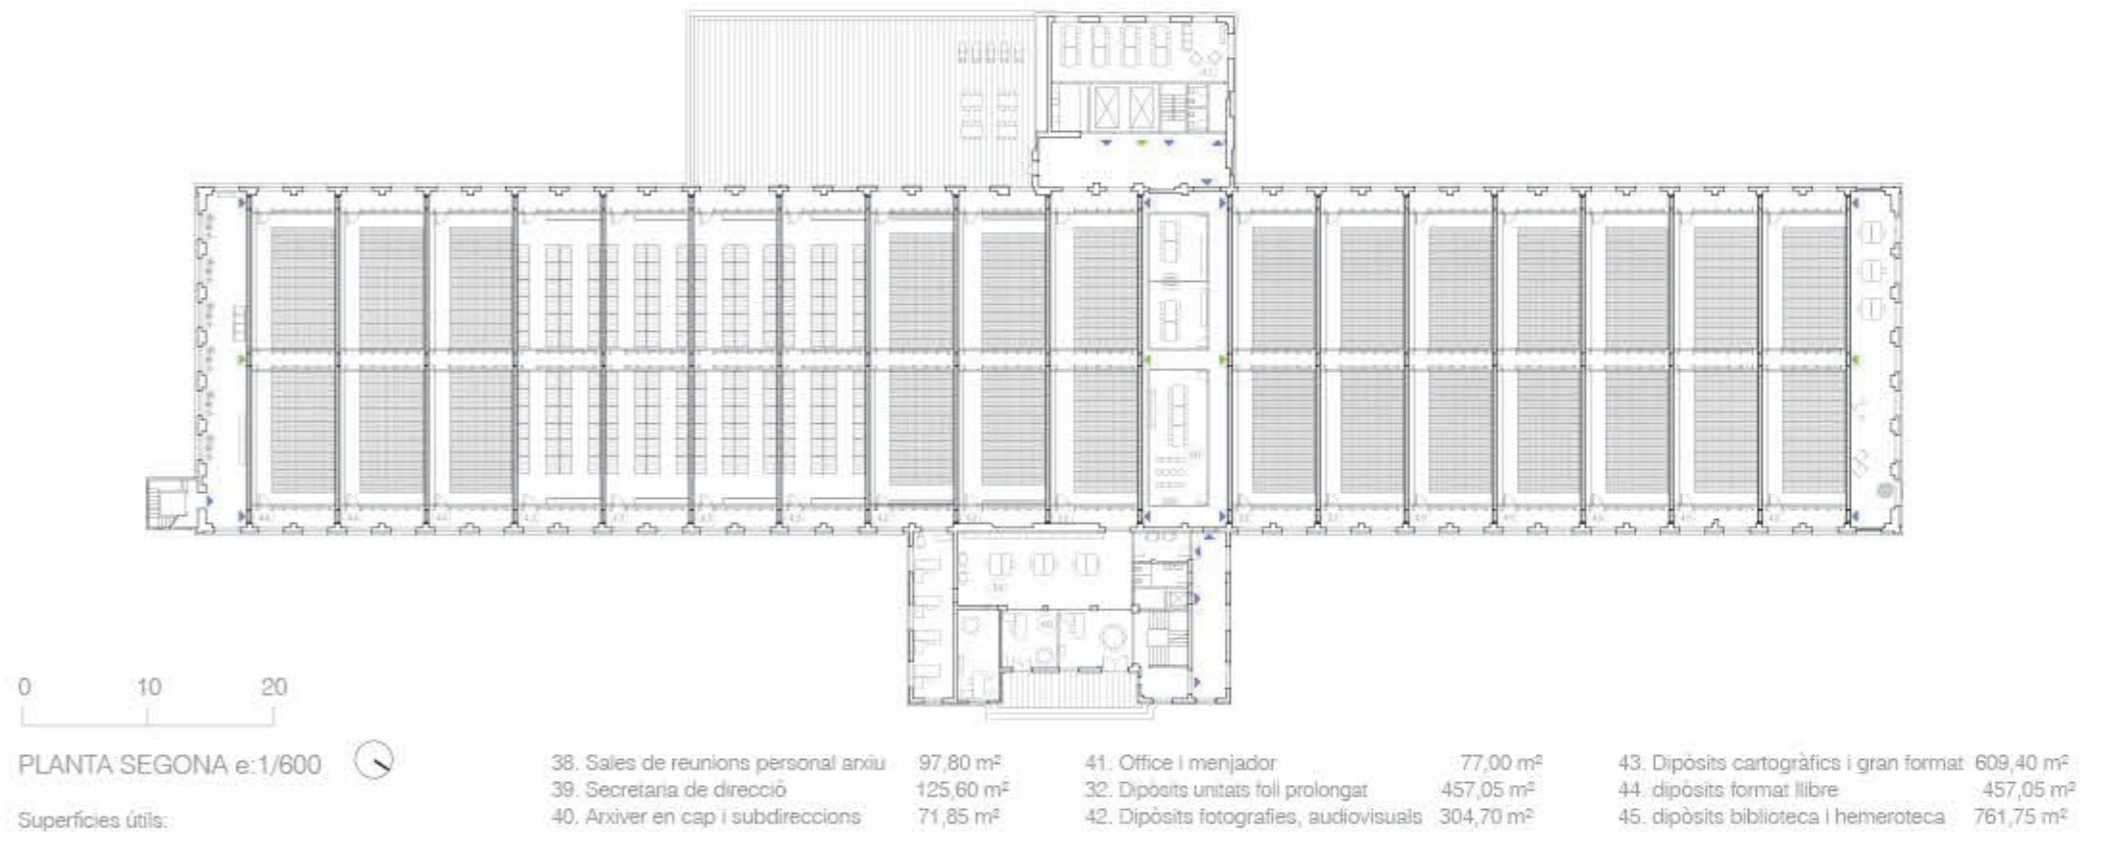 0 10 20
PLANTA SEGONA e:1/600
Superfícies útils:
38. Sales de reunions personal arxiu 97,80 m²
39. Secretaria de direcció 125,60 m²
40. Arxiver en cap i subdireccions 71,85 m²
41. Office i menjador 77,00 m²
32. Dipòsits unitats foli prolongat 457,05 m²
42. Dipòsits fotografies, audiovisuals 304,70 m²
43. Dipòsits cartogràfics i gran format 609,40 m²
44. dipòsits format llibre 457,05 m²
45. dipòsits biblioteca i hemeroteca 761,75 m²